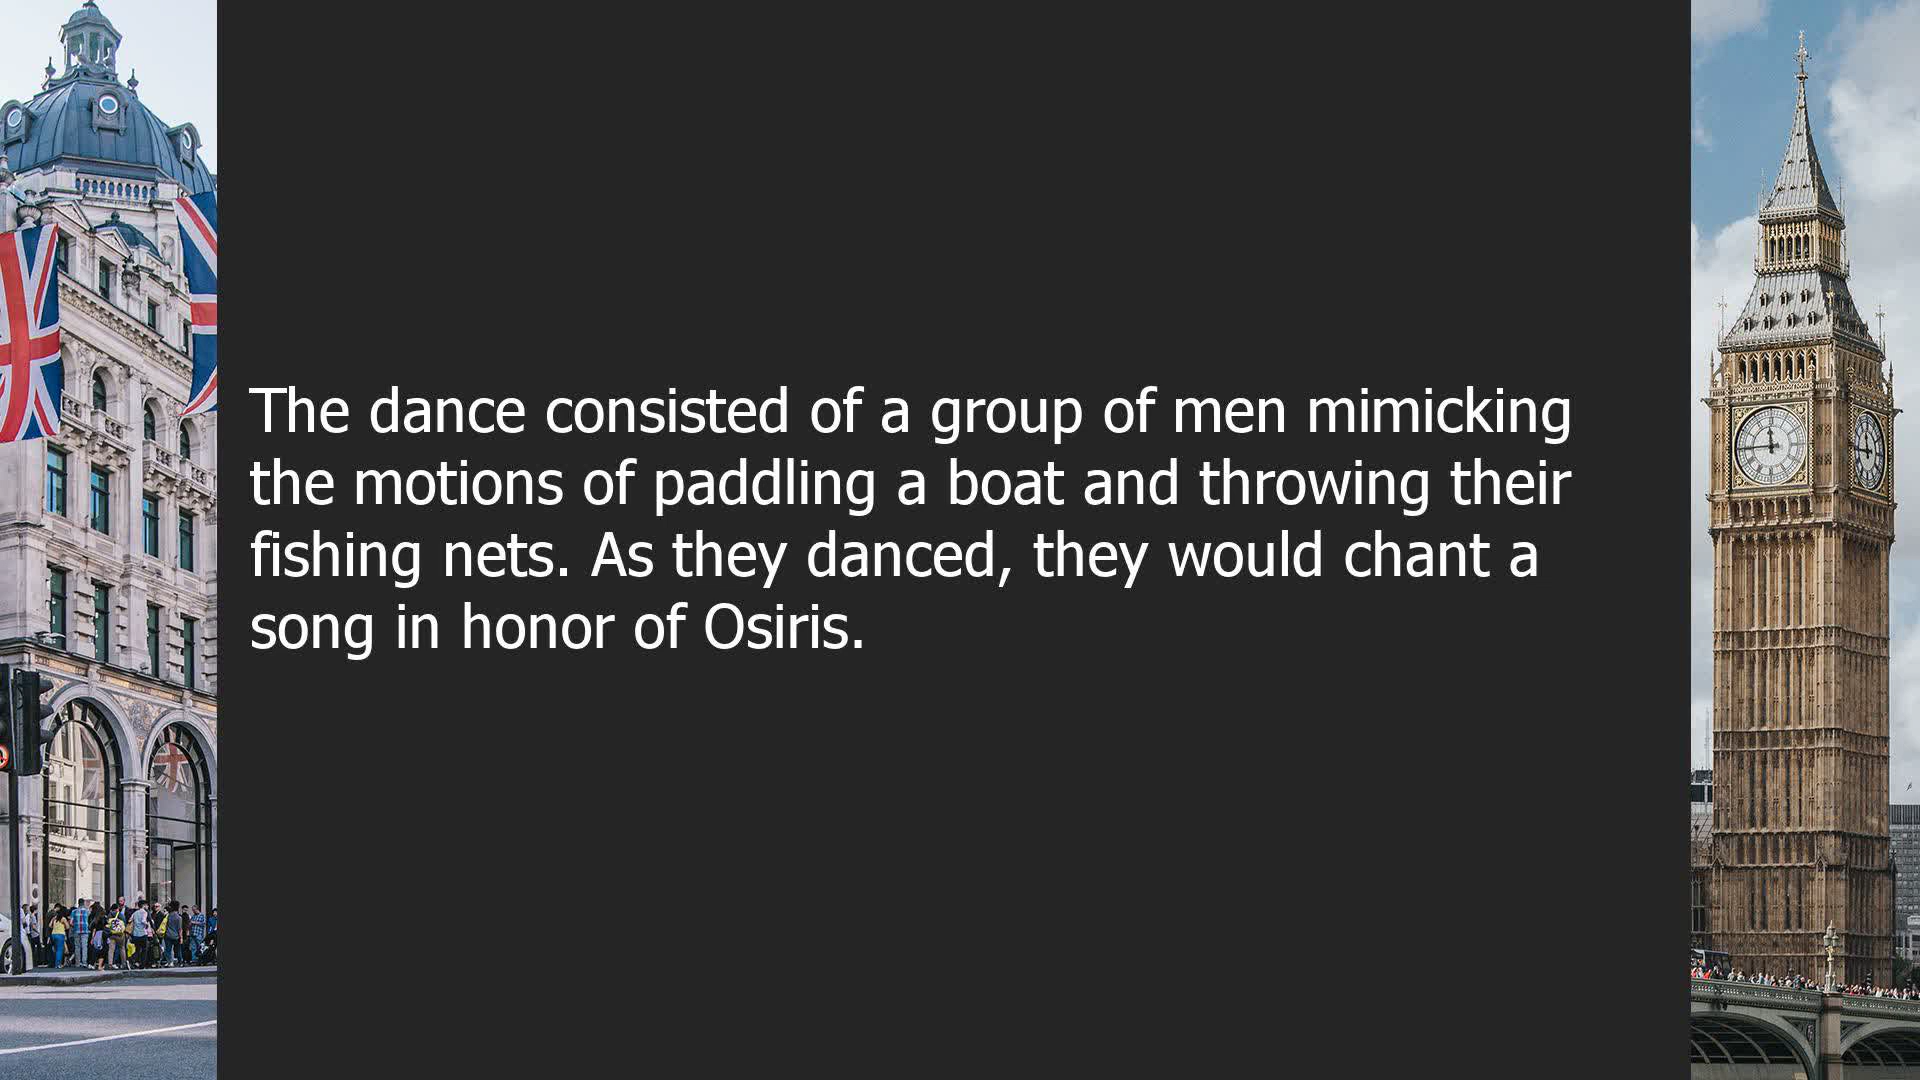 The dance consisted of a group of men mimicking
the motions of paddling a boat and throwing their
fishing nets. As they danced, they would chant a
song in honor of Osiris.